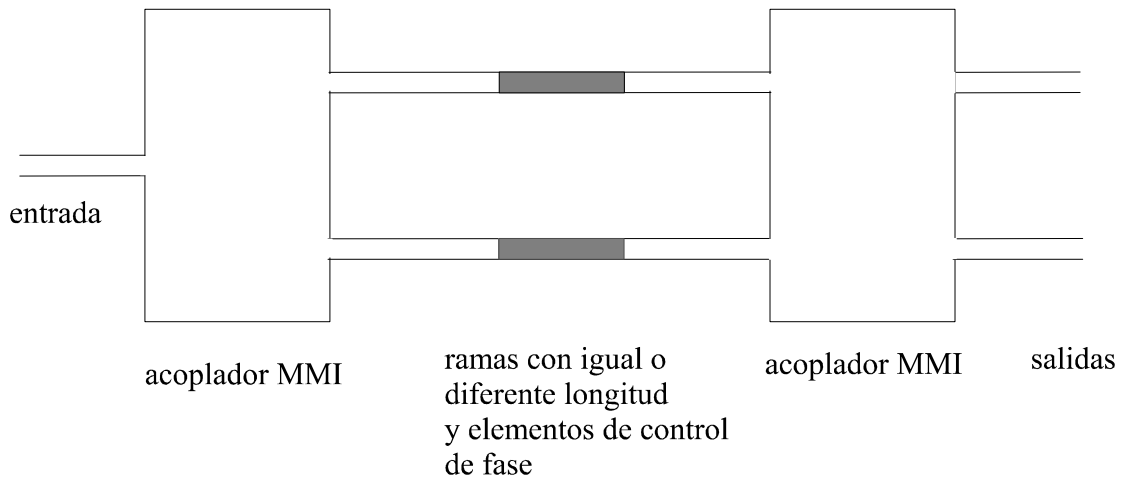 entrada
acoplador MMI
ramas con igual o
diferente longitud
y elementos de control
de fase
acoplador MMI
salidas